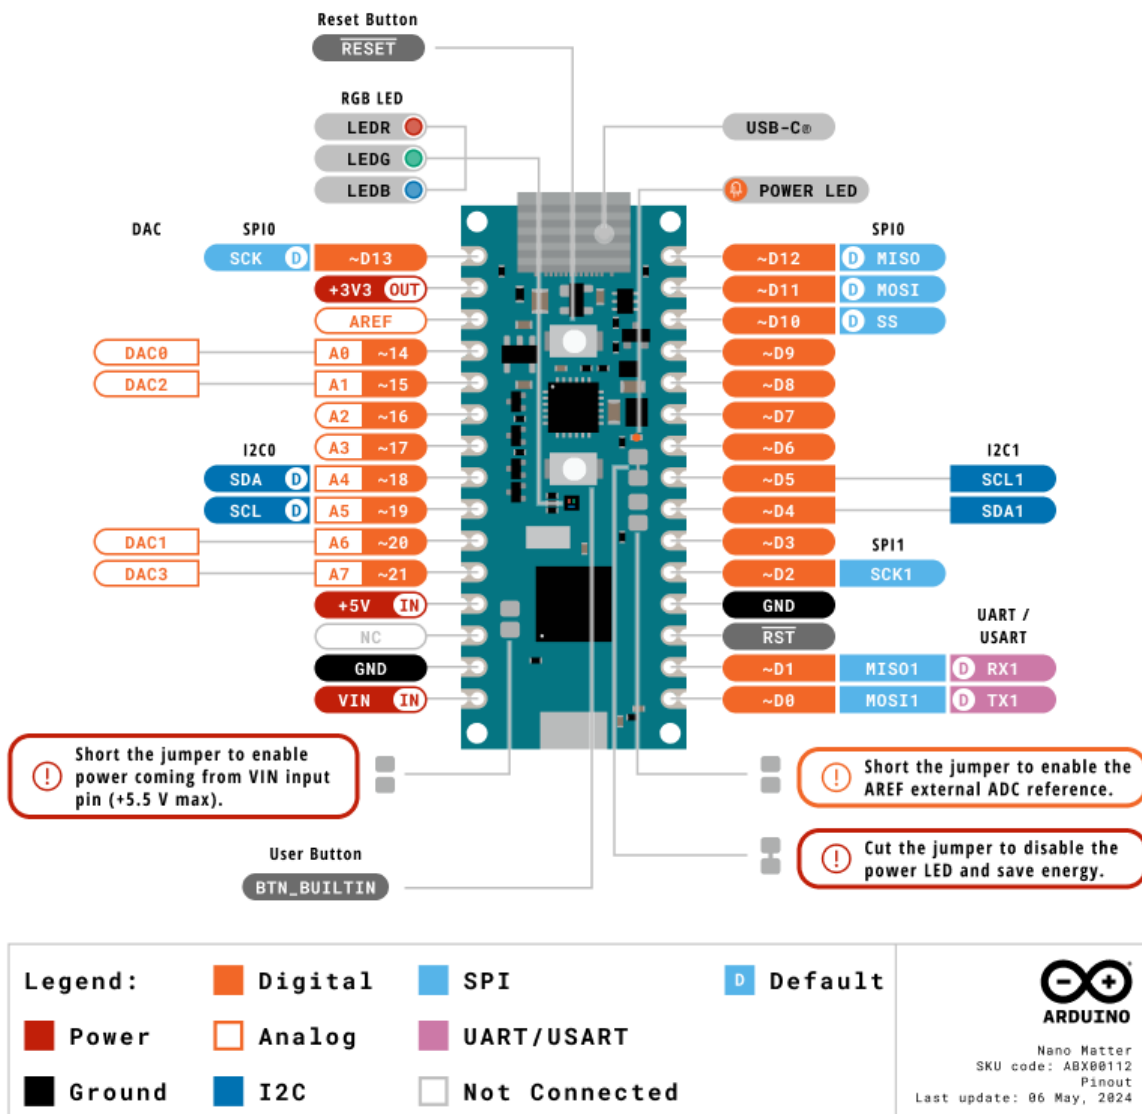 Reset Button
RESET
RGB LED
LEDR
LEDG
LEDB
USB-C®
POWER LED
DAC
SPI0
SCK D ~D13
+3V3 OUT
AREF
DAC0 A0 ~14
DAC2 A1 ~15
A2 ~16
A3 ~17
I2C0
SDA D A4 ~18
SCL D A5 ~19
DAC1 A6 ~20
DAC3 A7 ~21
+5V IN
NC
GND
VIN IN
SPI0
~D12 D MISO
~D11 D MOSI
~D10 D SS
~D9
~D8
~D7
~D6
I2C1
~D5 SCL1
~D4 SDA1
~D3
SPI1
~D2 SCK1
GND
RST
UART /
USART
~D1 MISO1 D RX1
~D0 MOSI1 D TX1
Short the jumper to enable
power coming from VIN input
pin (+5.5 V max).
Short the jumper to enable the
AREF external ADC reference.
Cut the jumper to disable the
power LED and save energy.
User Button
BTN_BUILTIN
Legend:
Power
Ground
Digital
Analog
I2C
SPI
UART/USART
Not Connected
D Default
ARDUINO
Nano Matter
SKU code: ABX00112
Pinout
Last update: 06 May, 2024